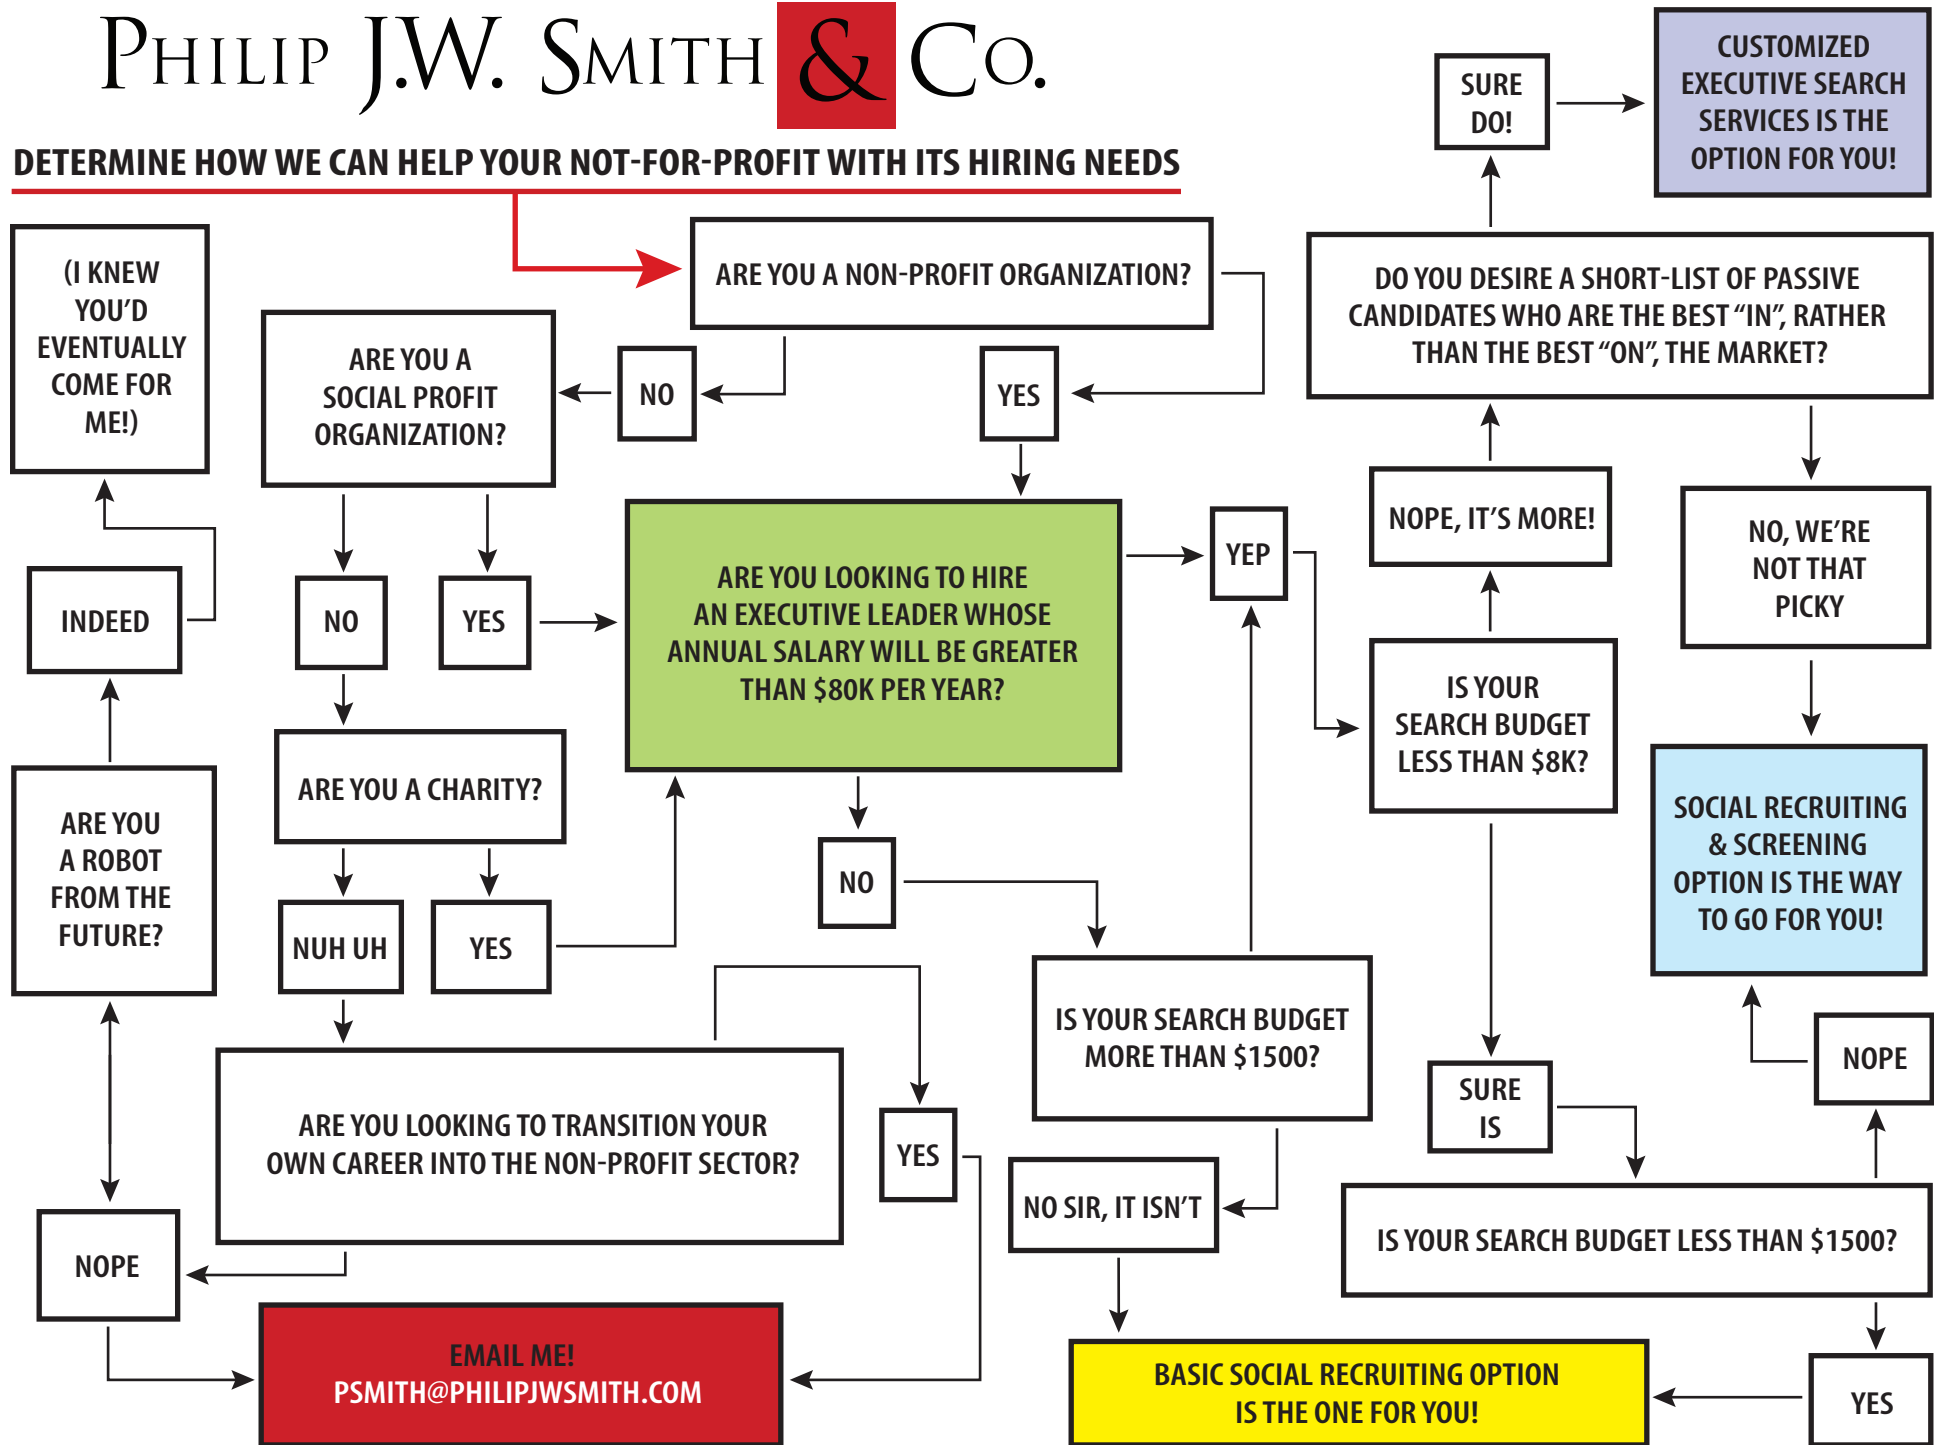 PHILIP J.W. SMITH & CO.
DETERMINE HOW WE CAN HELP YOUR NOT-FOR-PROFIT WITH ITS HIRING NEEDS
ARE YOU A NON-PROFIT ORGANIZATION?
NO
YES
ARE YOU A
SOCIAL PROFIT
ORGANIZATION?
NO
YES
ARE YOU A CHARITY?
NUH UH
YES
ARE YOU LOOKING TO TRANSITION YOUR
OWN CAREER INTO THE NON-PROFIT SECTOR?
YES
NOPE
ARE YOU
A ROBOT
FROM THE
FUTURE?
INDEED
(I KNEW
YOU'D
EVENTUALLY
COME FOR
ME!)
EMAIL ME!
PSMITH@PHILIPJWSMITH.COM
ARE YOU LOOKING TO HIRE
AN EXECUTIVE LEADER WHOSE
ANNUAL SALARY WILL BE GREATER
THAN $80K PER YEAR?
YEP
NO
IS YOUR SEARCH BUDGET
MORE THAN $1500?
NO SIR, IT ISN'T
BASIC SOCIAL RECRUITING OPTION
IS THE ONE FOR YOU!
IS YOUR
SEARCH BUDGET
LESS THAN $8K?
NOPE, IT'S MORE!
DO YOU DESIRE A SHORT-LIST OF PASSIVE
CANDIDATES WHO ARE THE BEST "IN", RATHER
THAN THE BEST "ON", THE MARKET?
SURE
DO!
CUSTOMIZED
EXECUTIVE SEARCH
SERVICES IS THE
OPTION FOR YOU!
NO, WE'RE
NOT THAT
PICKY
SOCIAL RECRUITING
& SCREENING
OPTION IS THE WAY
TO GO FOR YOU!
SURE
IS
IS YOUR SEARCH BUDGET LESS THAN $1500?
NOPE
YES